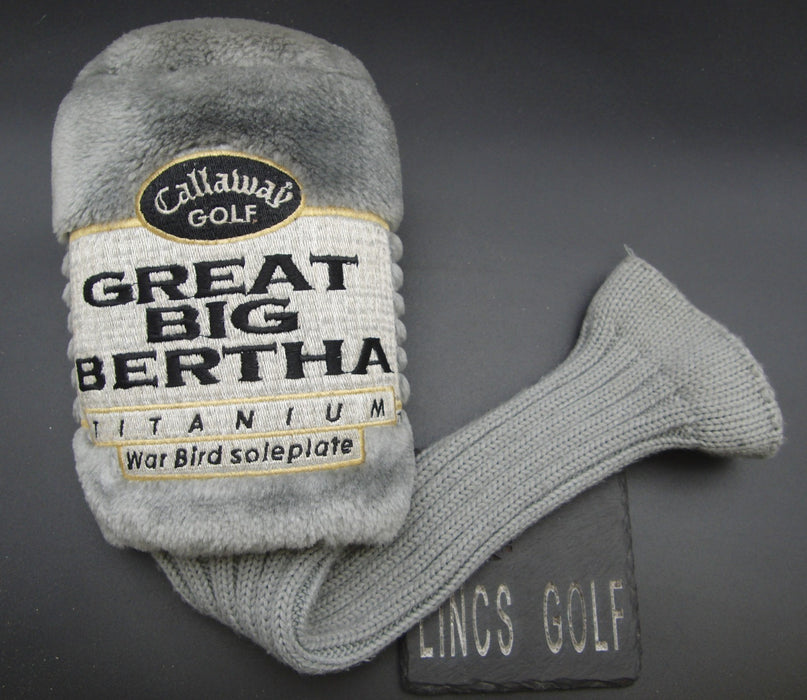 Callaway
GOLF
GREAT
BIG
BERTHA
TITANIUM
War Bird soleplate
LINCS GOLF